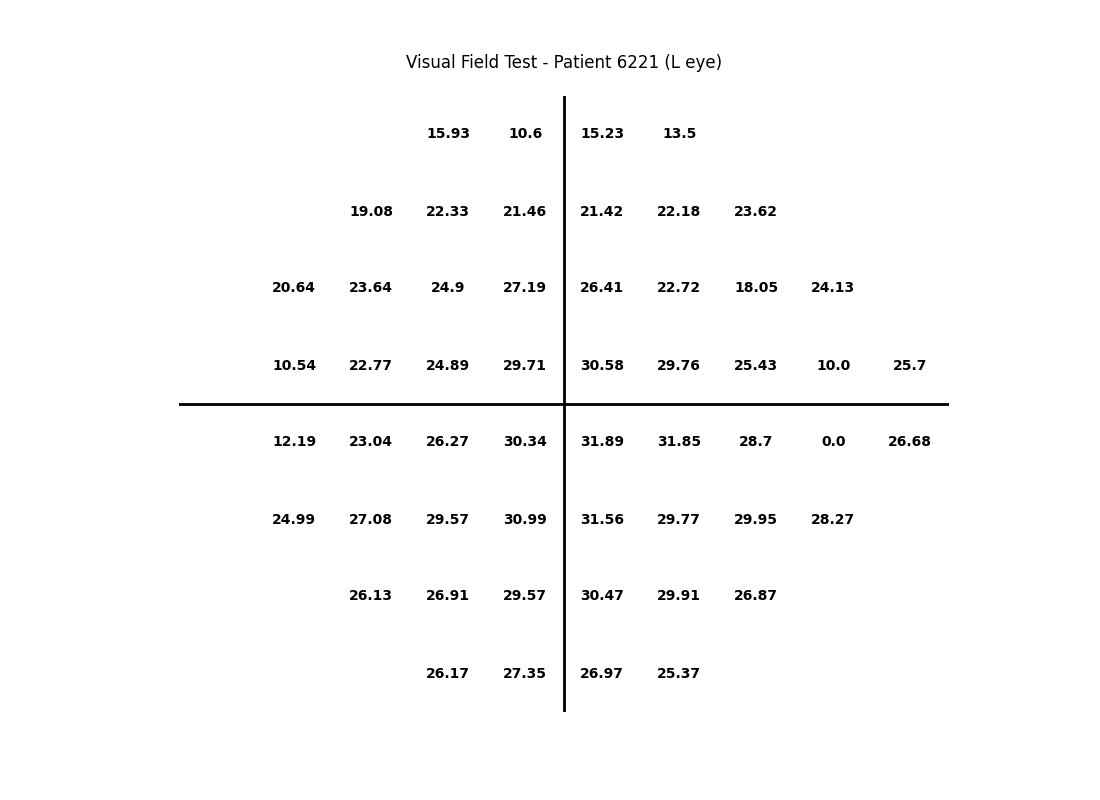 Visual Field Test - Patient 6221 (L eye)
15.93 10.6 15.23 13.5
19.08 22.33 21.46 21.42 22.18 23.62
20.64 23.64 24.9 27.19 26.41 22.72 18.05 24.13
10.54 22.77 24.89 29.71 30.58 29.76 25.43 10.0 25.7
12.19 23.04 26.27 30.34 31.89 31.85 28.7 0.0 26.68
24.99 27.08 29.57 30.99 31.56 29.77 29.95 28.27
26.13 26.91 29.57 30.47 29.91 26.87
26.17 27.35 26.97 25.37